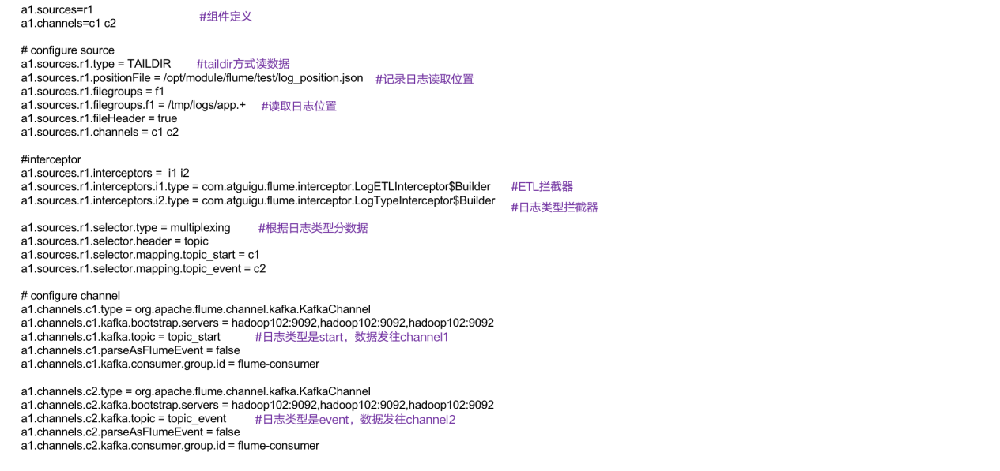 a1.sources=r1
a1.channels=c1 c2 #组件定义
# configure source
a1.sources.r1.type = TAILDIR #taildir方式读数据
a1.sources.r1.positionFile = /opt/module/flume/test/log_position.json #记录日志读取位置
a1.sources.r1.filegroups = f1
a1.sources.r1.filegroups.f1 = /tmp/logs/app.+ #读取日志位置
a1.sources.r1.fileHeader = true
a1.sources.r1.channels = c1 c2
#interceptor
a1.sources.r1.interceptors =  i1 i2
a1.sources.r1.interceptors.i1.type = com.atguigu.flume.interceptor.LogETLInterceptor$Builder #ETL拦截器
a1.sources.r1.interceptors.i2.type = com.atguigu.flume.interceptor.LogTypeInterceptor$Builder #日志类型拦截器
a1.sources.r1.selector.type = multiplexing #根据日志类型分数据
a1.sources.r1.selector.header = topic
a1.sources.r1.selector.mapping.topic_start = c1
a1.sources.r1.selector.mapping.topic_event = c2
# configure channel
a1.channels.c1.type = org.apache.flume.channel.kafka.KafkaChannel
a1.channels.c1.kafka.bootstrap.servers = hadoop102:9092,hadoop102:9092,hadoop102:9092
a1.channels.c1.kafka.topic = topic_start #日志类型是start，数据发往channel1
a1.channels.c1.parseAsFlumeEvent = false
a1.channels.c1.kafka.consumer.group.id = flume-consumer
a1.channels.c2.type = org.apache.flume.channel.kafka.KafkaChannel
a1.channels.c2.kafka.bootstrap.servers = hadoop102:9092,hadoop102:9092,hadoop102:9092
a1.channels.c2.kafka.topic = topic_event #日志类型是event，数据发往channel2
a1.channels.c2.parseAsFlumeEvent = false
a1.channels.c2.kafka.consumer.group.id = flume-consumer